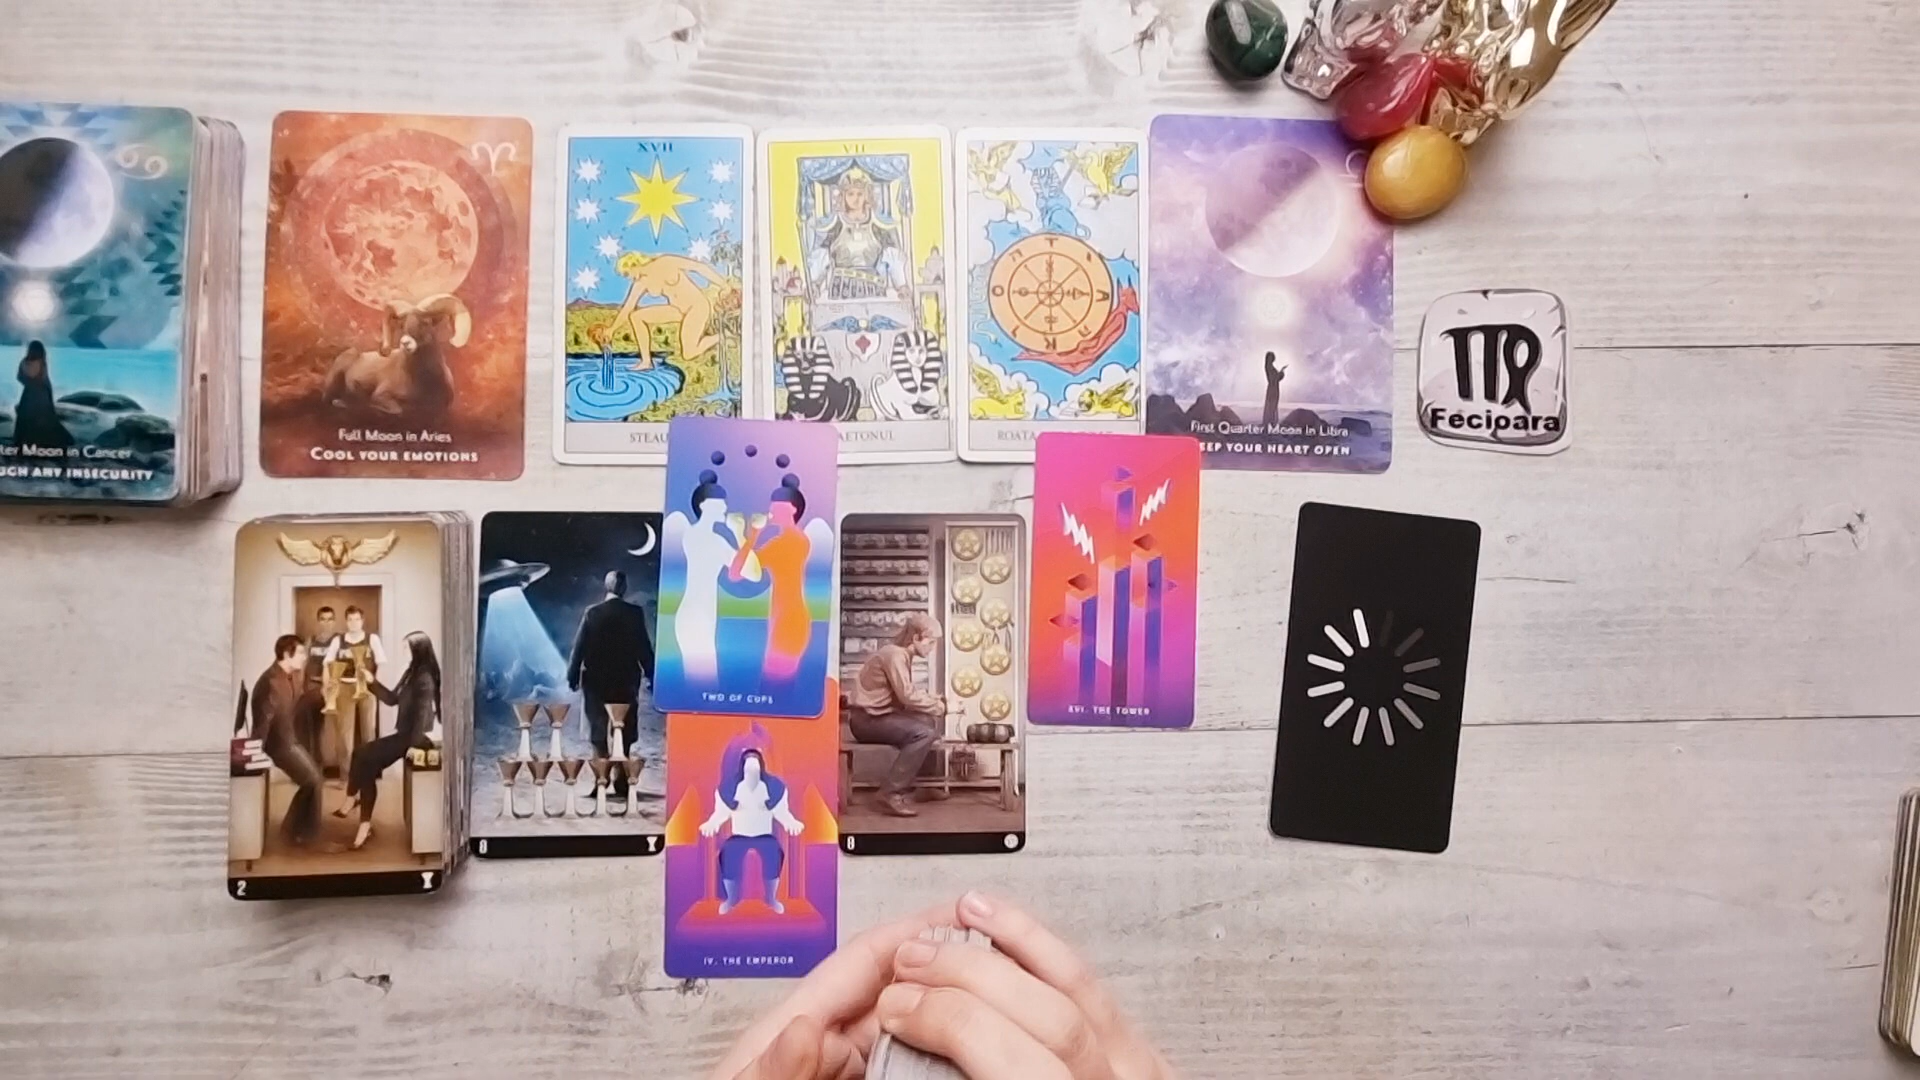 ter Moon in Cancer
UGH ANY INSECURITY
Full Moon in Aries
COOL YOUR EMOTIONS
XVII
STEAU
VII
AETONUL
ROATA
First Quarter Moon in Libra
EEP YOUR HEART OPEN
Fecioara
TWO OF CUPS
XVI. THE TOWER
IV. THE EMPEROR
2
8
8